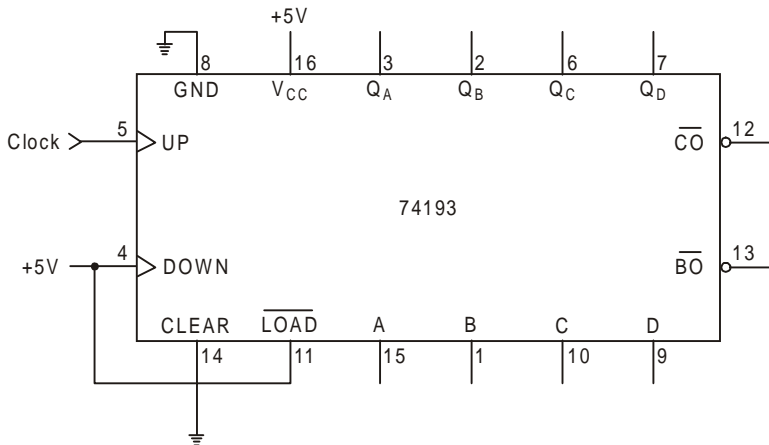 +5V
8 16 3 2 6 7
GND VCC QA QB QC QD
Clock 5 UP CO 12
74193
+5V 4 DOWN BO 13
CLEAR LOAD A B C D
14 11 15 1 10 9